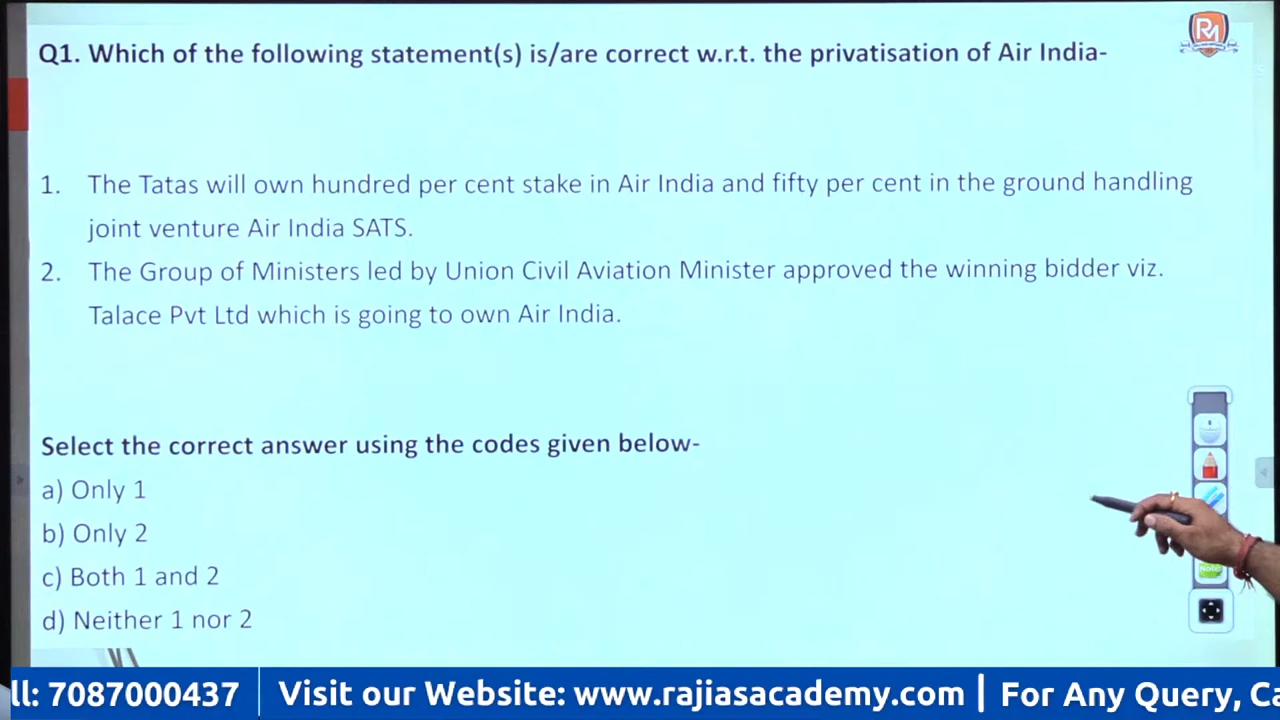 Q1. Which of the following statement(s) is/are correct w.r.t. the privatisation of Air India-
1. The Tatas will own hundred per cent stake in Air India and fifty per cent in the ground handling
joint venture Air India SATS.
2. The Group of Ministers led by Union Civil Aviation Minister approved the winning bidder viz.
Talace Pvt Ltd which is going to own Air India.
Select the correct answer using the codes given below-
a) Only 1
b) Only 2
c) Both 1 and 2
d) Neither 1 nor 2
ll: 7087000437 Visit our Website: www.rajiasacademy.com | For Any Query, Ca